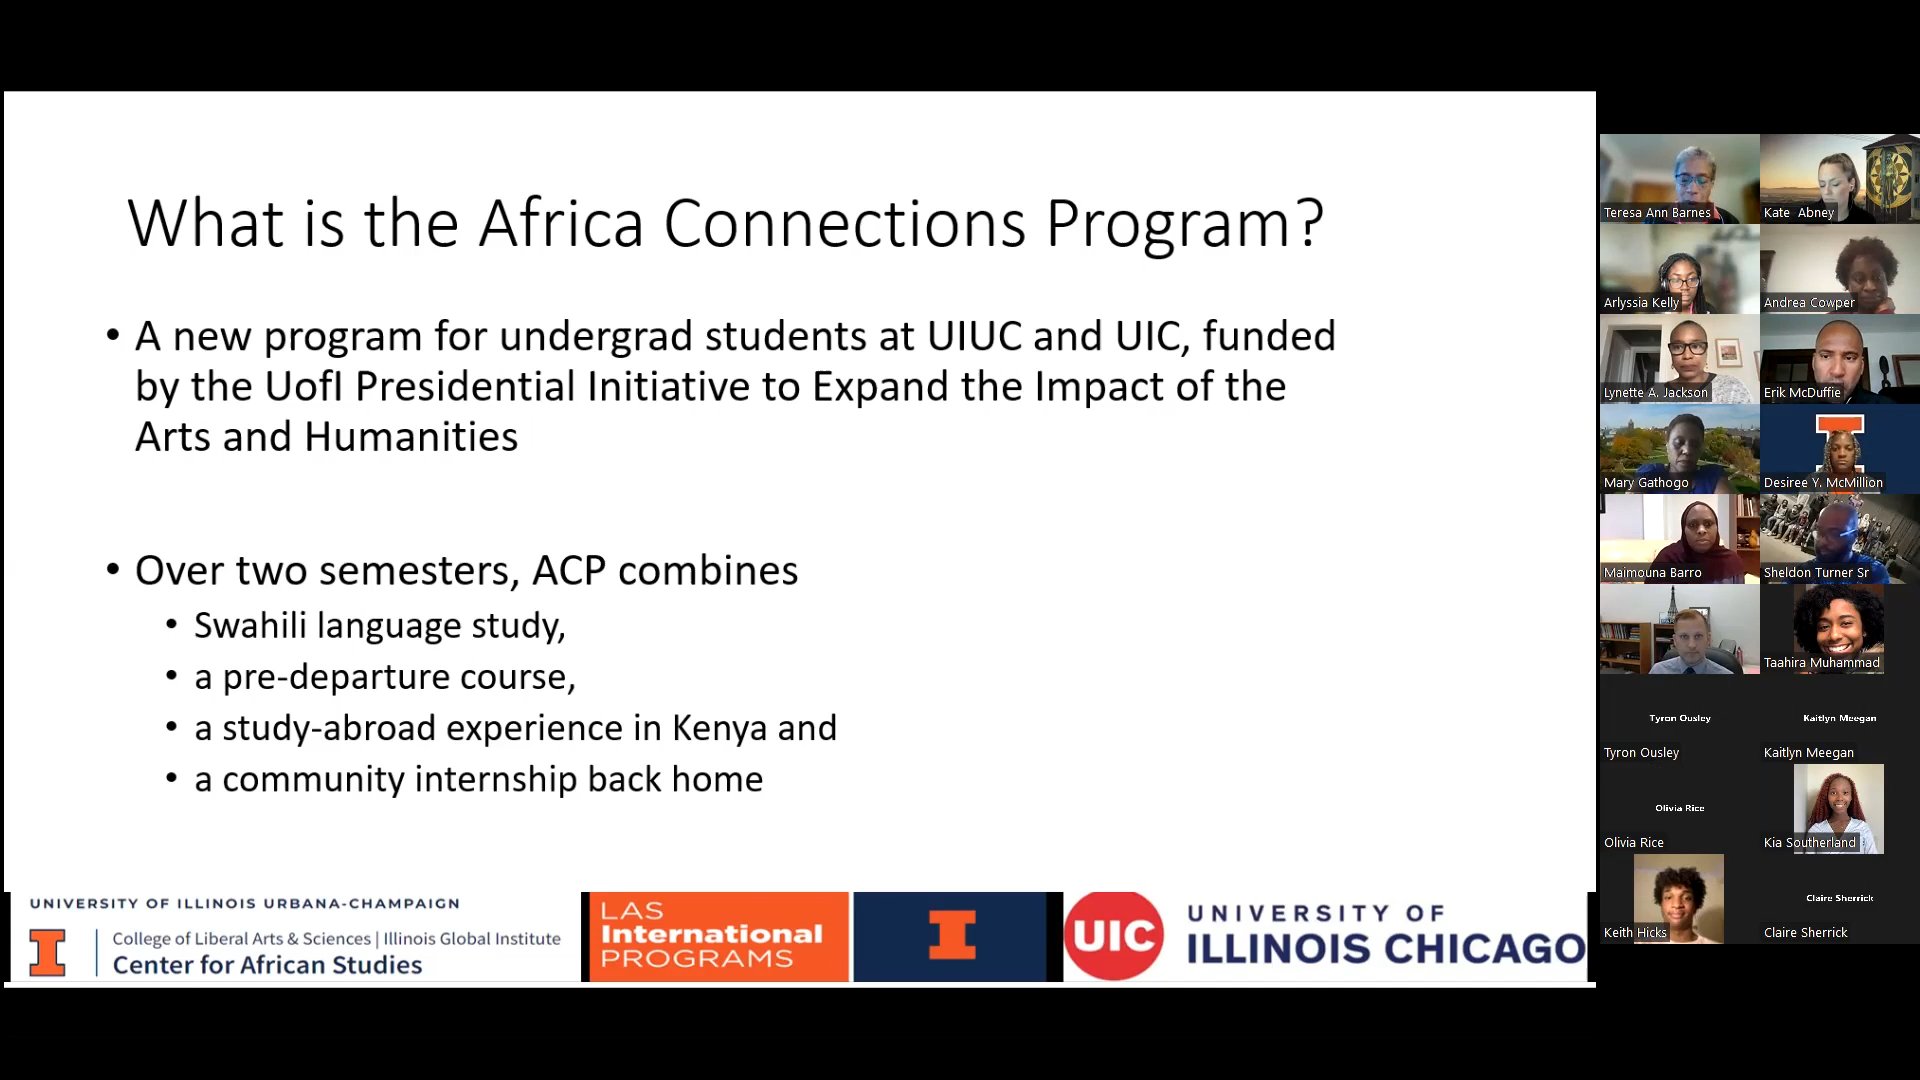 What is the Africa Connections Program?
• A new program for undergrad students at UIUC and UIC, funded
by the UofI Presidential Initiative to Expand the Impact of the
Arts and Humanities
• Over two semesters, ACP combines
• Swahili language study,
• a pre-departure course,
• a study-abroad experience in Kenya and
• a community internship back home
UNIVERSITY OF ILLINOIS URBANA-CHAMPAIGN
College of Liberal Arts & Sciences | Illinois Global Institute
Center for African Studies
LAS
International
PROGRAMS
UIC
UNIVERSITY OF
ILLINOIS CHICAGO
Teresa Ann Barnes
Kate Abney
Arlyssia Kelly
Andrea Cowper
Lynette A. Jackson
Erik McDuffie
Mary Gathogo
Desiree Y. McMillion
Maimouna Barro
Sheldon Turner Sr
Taahira Muhammad
Tyron Ousley
Kaitlyn Meegan
Tyron Ousley
Kaitlyn Meegan
Olivia Rice
Olivia Rice
Kia Southerland
Claire Sherrick
Keith Hicks
Claire Sherrick